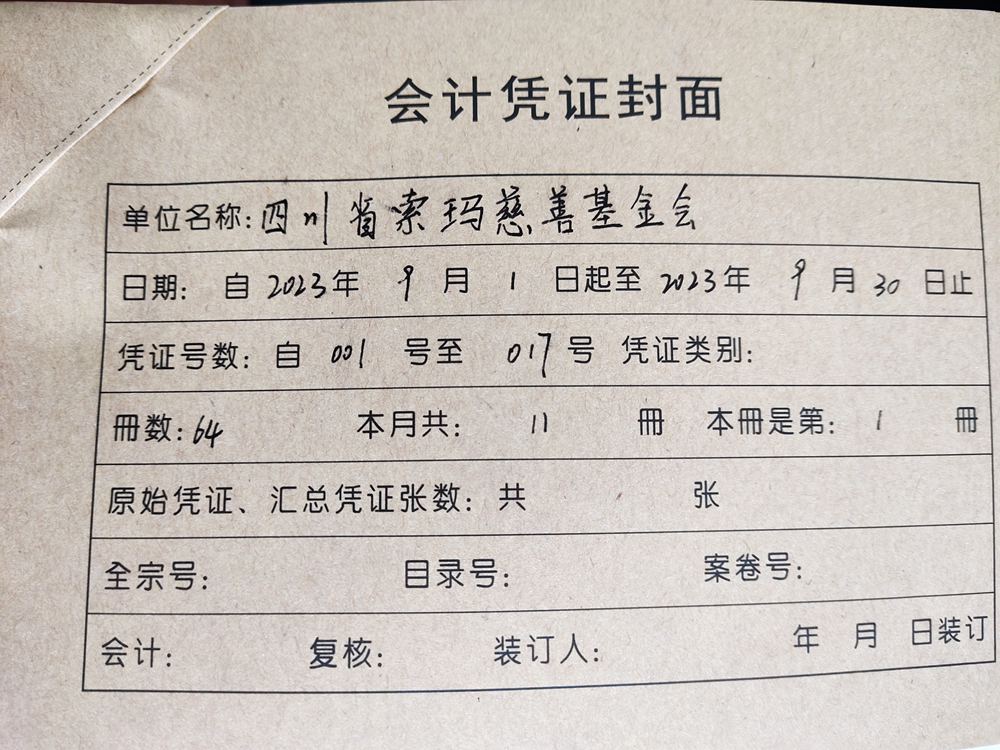 会计凭证封面
单位名称:四川省索玛慈善基金会
日期: 自 2023年 9 月 1 日起至 2023年 9 月 30 日止
凭证号数: 自 001 号至 017 号 凭证类别:
冊数:64 本月共: 11 冊 本冊是第: 1 冊
原始凭证、汇总凭证张数: 共 张
全宗号: 目录号: 案卷号:
会计: 复核: 装订人: 年 月 日装订